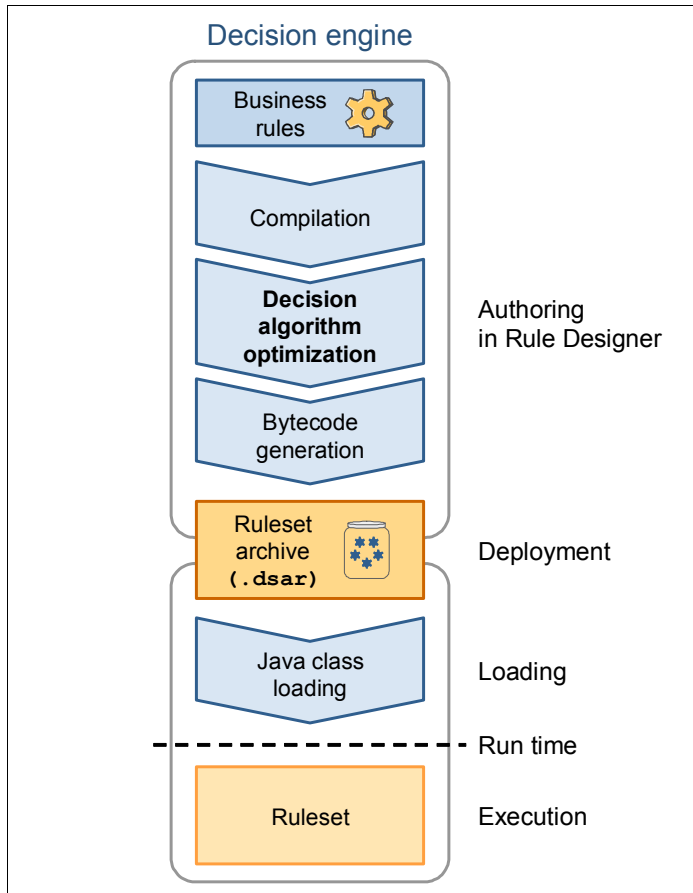 Decision engine
Business
rules
Compilation
Decision
algorithm
optimization
Authoring
in Rule Designer
Bytecode
generation
Ruleset
archive
(.dsar)
Deployment
Java class
loading
Loading
Run time
Ruleset
Execution